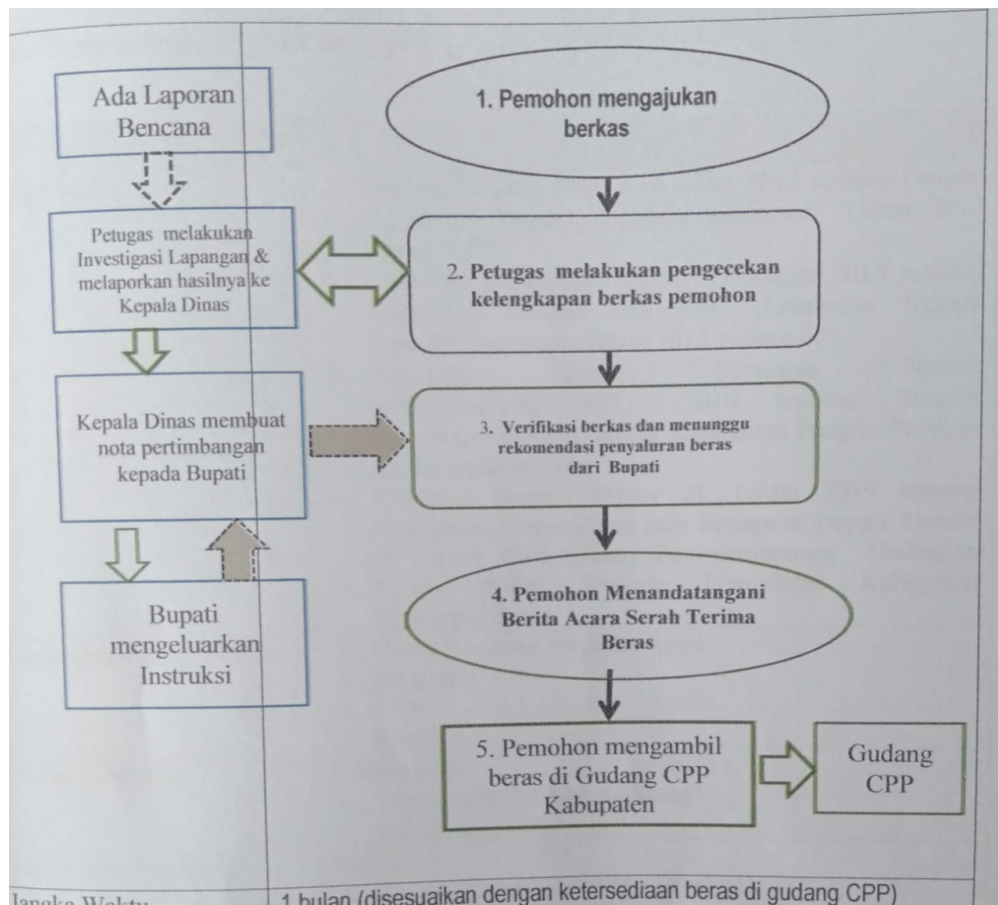 Ada Laporan
Bencana
Petugas melakukan
Investigasi Lapangan &
melaporkan hasilnya ke
Kepala Dinas
Kepala Dinas membuat
nota pertimbangan
kepada Bupati
Bupati
mengeluarkan
Instruksi
1. Pemohon mengajukan
berkas
2. Petugas melakukan pengecekan
kelengkapan berkas pemohon
3. Verifikasi berkas dan menunggu
rekomendasi penyaluran beras
dari Bupati
4. Pemohon Menandatangani
Berita Acara Serah Terima
Beras
5. Pemohon mengambil
beras di Gudang CPP
Kabupaten
Gudang
CPP
Jangka Waktu
1 bulan (disesuaikan dengan ketersediaan beras di gudang CPP)